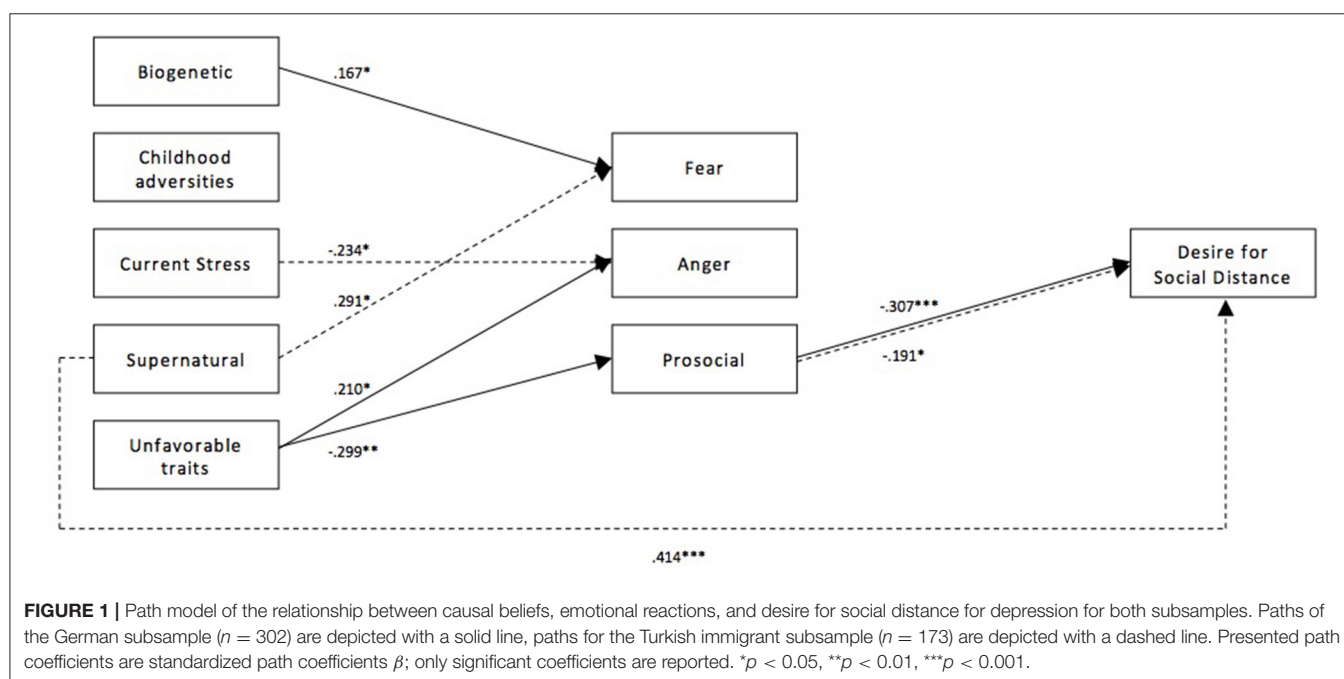 Biogenetic
.167*
Childhood
adversities
Fear
Current Stress
-.234*
Anger
Desire for
Social Distance
.291*
-.307***
Supernatural
-.191*
Prosocial
.210*
Unfavorable
traits
-.299**
.414***
FIGURE 1 | Path model of the relationship between causal beliefs, emotional reactions, and desire for social distance for depression for both subsamples. Paths of
the German subsample (n = 302) are depicted with a solid line, paths for the Turkish immigrant subsample (n = 173) are depicted with a dashed line. Presented path
coefficients are standardized path coefficients β; only significant coefficients are reported. *p < 0.05, **p < 0.01, ***p < 0.001.